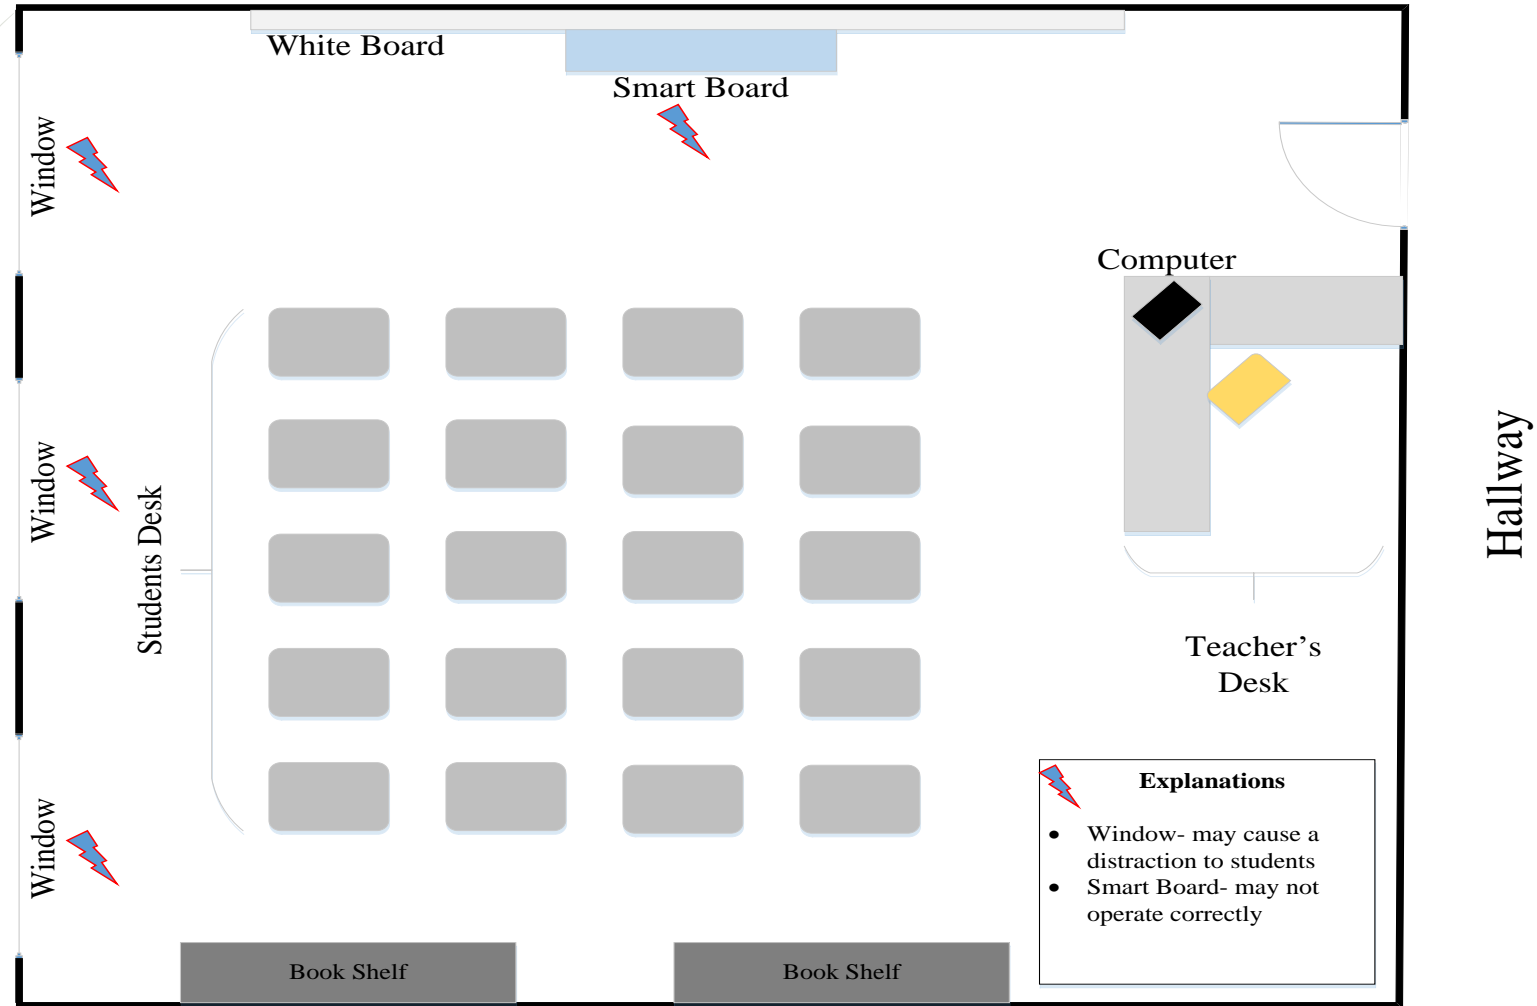 White Board
Smart Board
Window
Computer
Hallway
Window
Students Desk
Teacher’s
Desk
Explanations
• Window- may cause a
distraction to students
• Smart Board- may not
operate correctly
Window
Book Shelf
Book Shelf